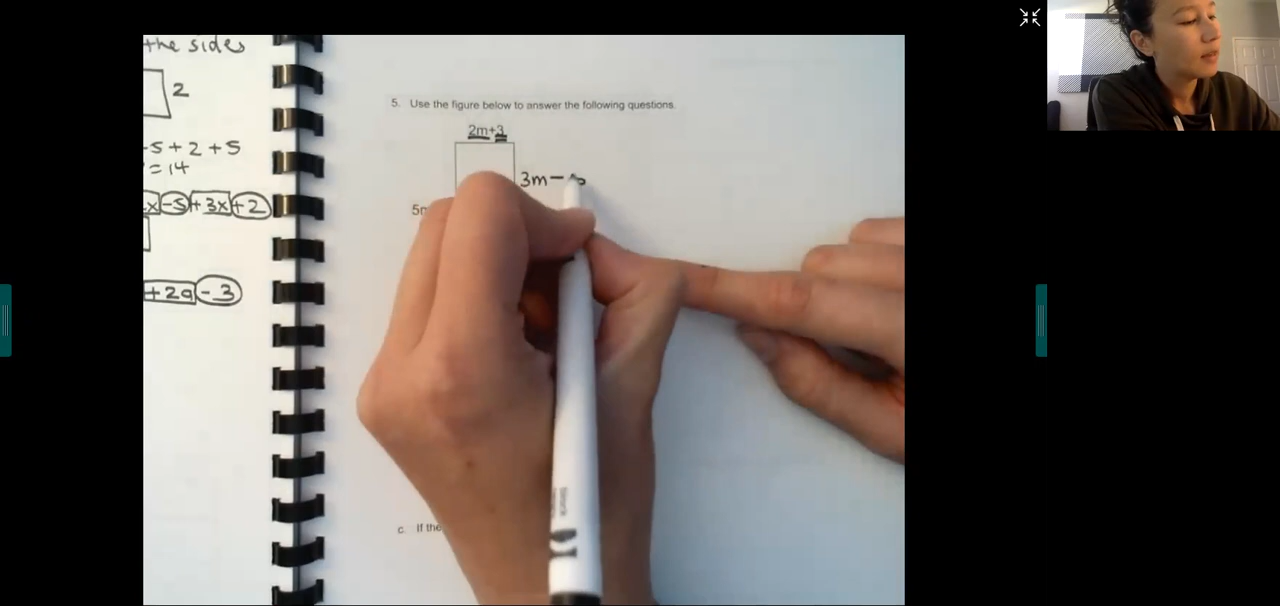 the sides
2
-5+2+5
=14
x-5+3x+2
+2a-3
5. Use the figure below to answer the following questions.
2m+3
3m-
c. If the